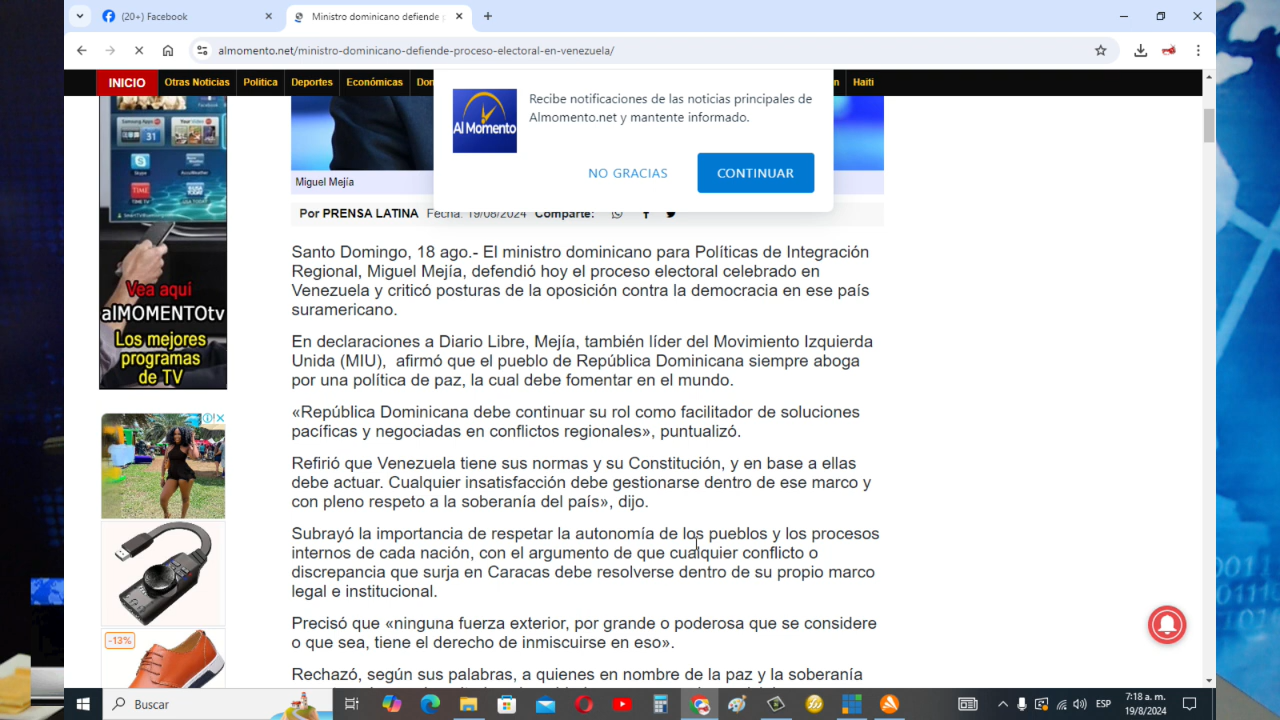 (20+) Facebook
Ministro dominicano defiende
almomento.net/ministro-dominicano-defiende-proceso-electoral-en-venezuela/
INICIO Otras Noticias Politica Deportes Económicas Don n Haiti
Recibe notificaciones de las noticias principales de
Almomento.net y mantente informado.
Al Momento
NO GRACIAS CONTINUAR
Miguel Mejía
Por PRENSA LATINA Fecha: 19/08/2024 Comparte:
Samsung Apps
Your Video
31
Skype
TIME
USA TODAY
Vea aquí
alMOMENTOtv
Los mejores
programas
de TV
-13%
Santo Domingo, 18 ago.- El ministro dominicano para Políticas de Integración
Regional, Miguel Mejía, defendió hoy el proceso electoral celebrado en
Venezuela y criticó posturas de la oposición contra la democracia en ese país
suramericano.
En declaraciones a Diario Libre, Mejía, también líder del Movimiento Izquierda
Unida (MIU), afirmó que el pueblo de República Dominicana siempre aboga
por una política de paz, la cual debe fomentar en el mundo.
«República Dominicana debe continuar su rol como facilitador de soluciones
pacíficas y negociadas en conflictos regionales», puntualizó.
Refirió que Venezuela tiene sus normas y su Constitución, y en base a ellas
debe actuar. Cualquier insatisfacción debe gestionarse dentro de ese marco y
con pleno respeto a la soberanía del país», dijo.
Subrayó la importancia de respetar la autonomía de los pueblos y los procesos
internos de cada nación, con el argumento de que cualquier conflicto o
discrepancia que surja en Caracas debe resolverse dentro de su propio marco
legal e institucional.
Precisó que «ninguna fuerza exterior, por grande o poderosa que se considere
o que sea, tiene el derecho de inmiscuirse en eso».
Rechazó, según sus palabras, a quienes en nombre de la paz y la soberanía
Buscar
ESP
7:18 a. m.
19/8/2024